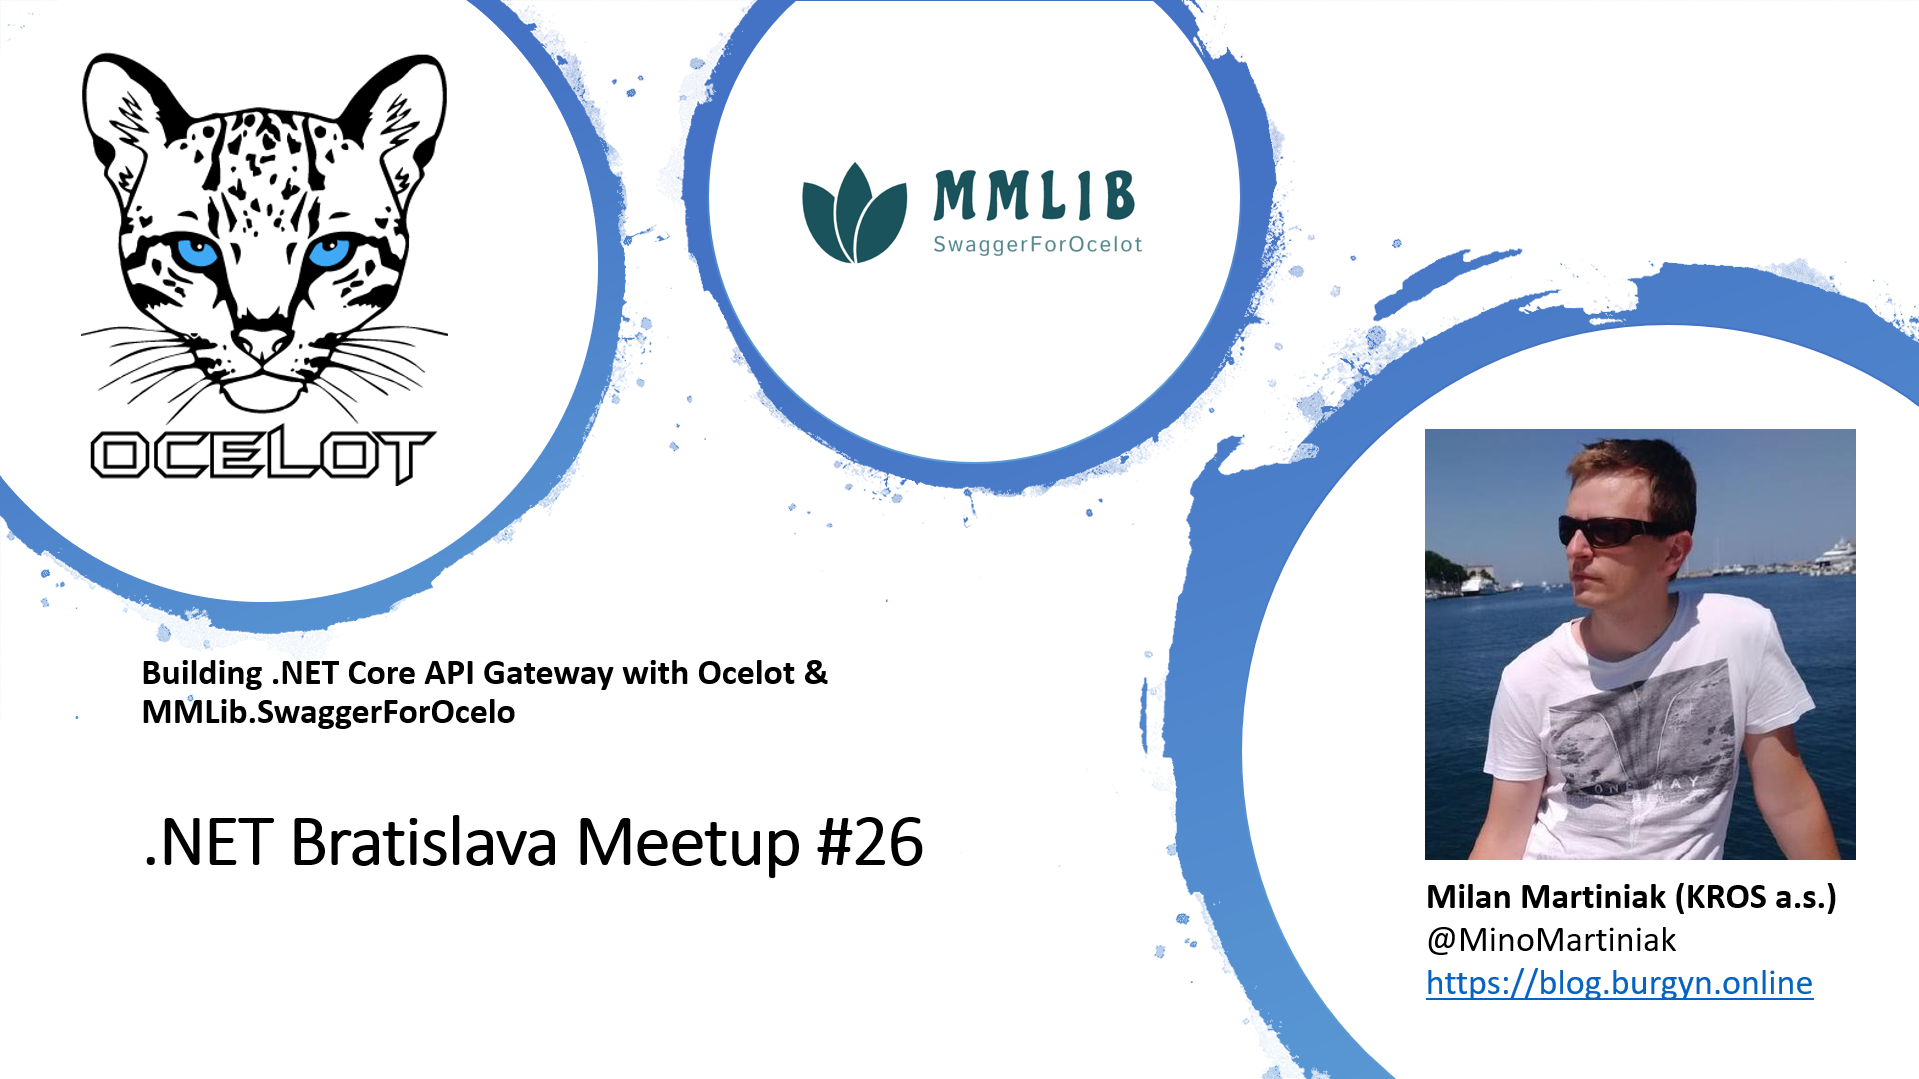 OCELOT
MMLIB
SwaggerForOcelot
Building .NET Core API Gateway with Ocelot &
MMLib.SwaggerForOcelo
.NET Bratislava Meetup #26
ONE WAY
Milan Martiniak (KROS a.s.)
@MinoMartiniak
https://blog.burgyn.online